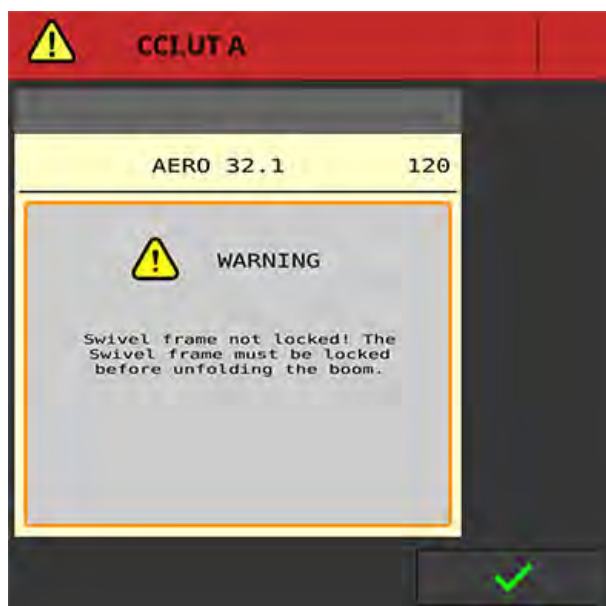 CCI.UT A
AERO 32.1 120
WARNING
Swivel frame not locked! The
Swivel frame must be locked
before unfolding the boom.